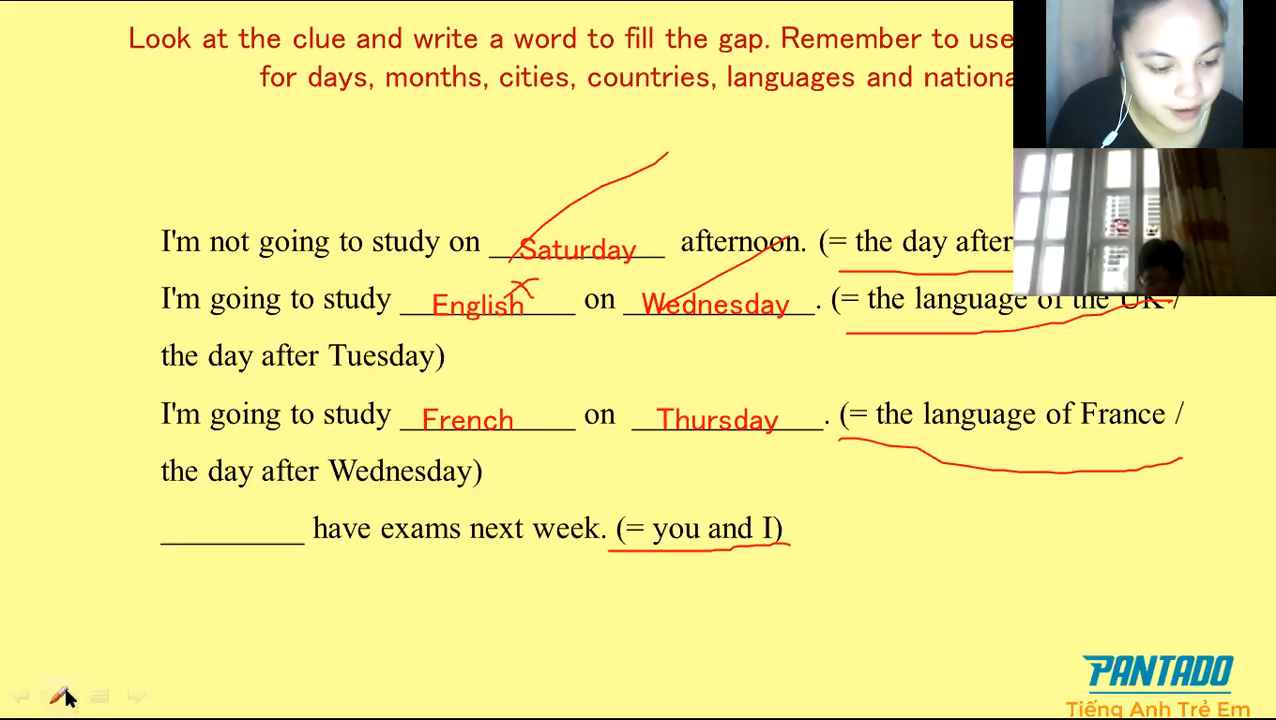 Look at the clue and write a word to fill the gap. Remember to use
for days, months, cities, countries, languages and
I'm not going to study on Saturday afternoon. (= the day after
I'm going to study English on Wednesday. (= the language of the UK /
the day after Tuesday)
I'm going to study French on Thursday. (= the language of France /
the day after Wednesday)
__________ have exams next week. (= you and I)
PANTADO
Tiếng Anh Trẻ Em